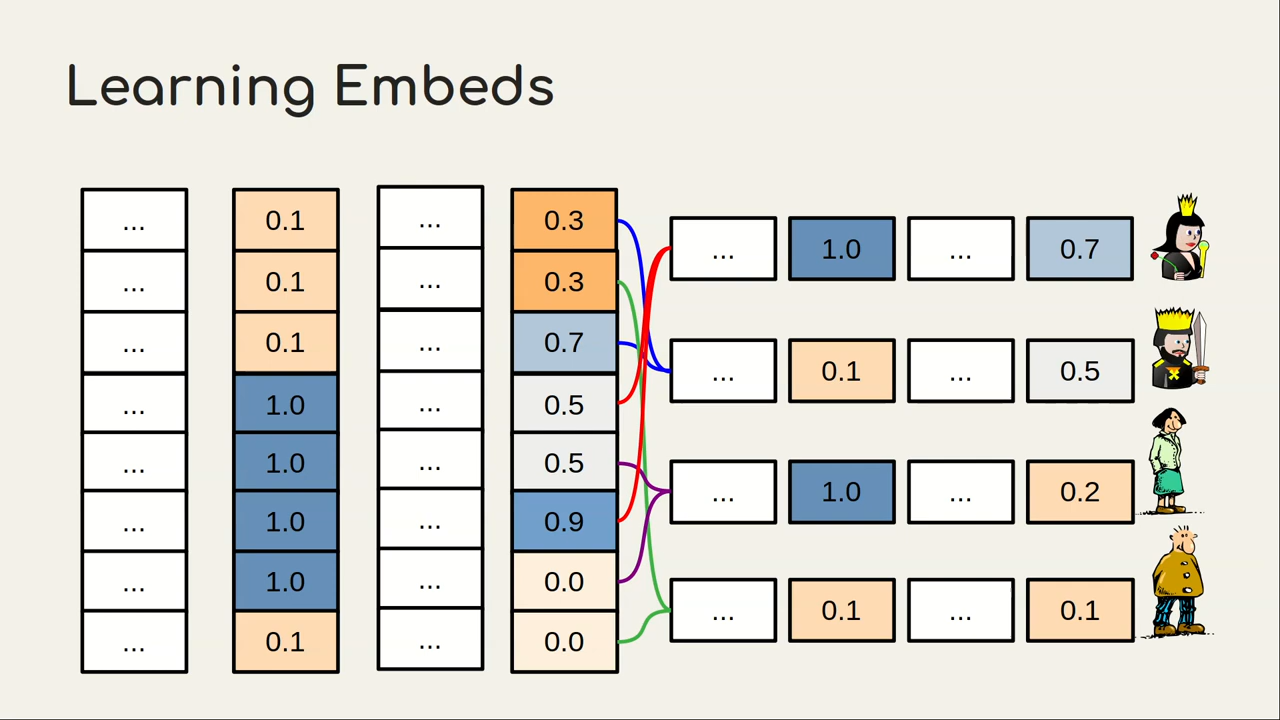 Learning Embeds
... 0.1 ... 0.3
... 0.1 ... 0.3
... 0.1 ... 0.7
... 1.0 ... 0.5
... 1.0 ... 0.5
... 1.0 ... 0.9
... 1.0 ... 0.0
... 0.1 ... 0.0
... 1.0 ... 0.7
... 0.1 ... 0.5
... 1.0 ... 0.2
... 0.1 ... 0.1